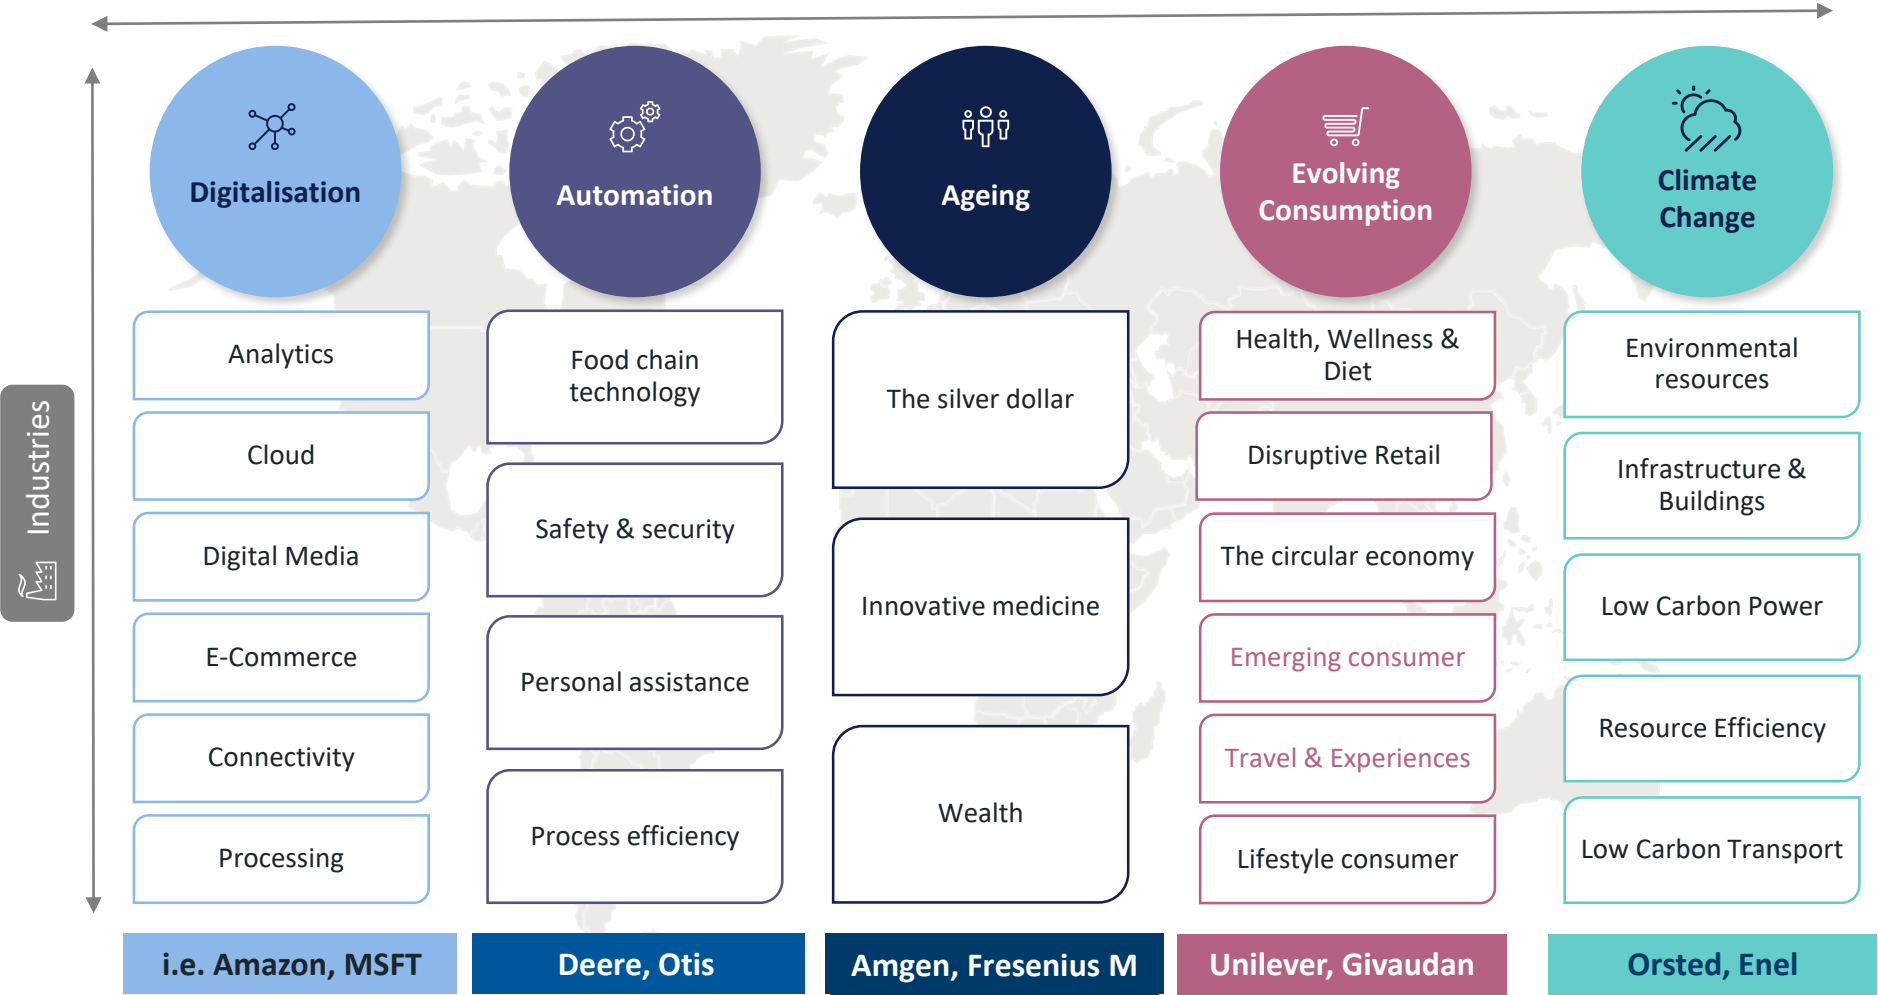 Industries
Digitalisation
Analytics
Cloud
Digital Media
E-Commerce
Connectivity
Processing
i.e. Amazon, MSFT
Automation
Food chain
technology
Safety & security
Personal assistance
Process efficiency
Deere, Otis
Ageing
The silver dollar
Innovative medicine
Wealth
Amgen, Fresenius M
Evolving
Consumption
Health, Wellness &
Diet
Disruptive Retail
The circular economy
Emerging consumer
Travel & Experiences
Lifestyle consumer
Unilever, Givaudan
Climate
Change
Environmental
resources
Infrastructure &
Buildings
Low Carbon Power
Resource Efficiency
Low Carbon Transport
Orsted, Enel